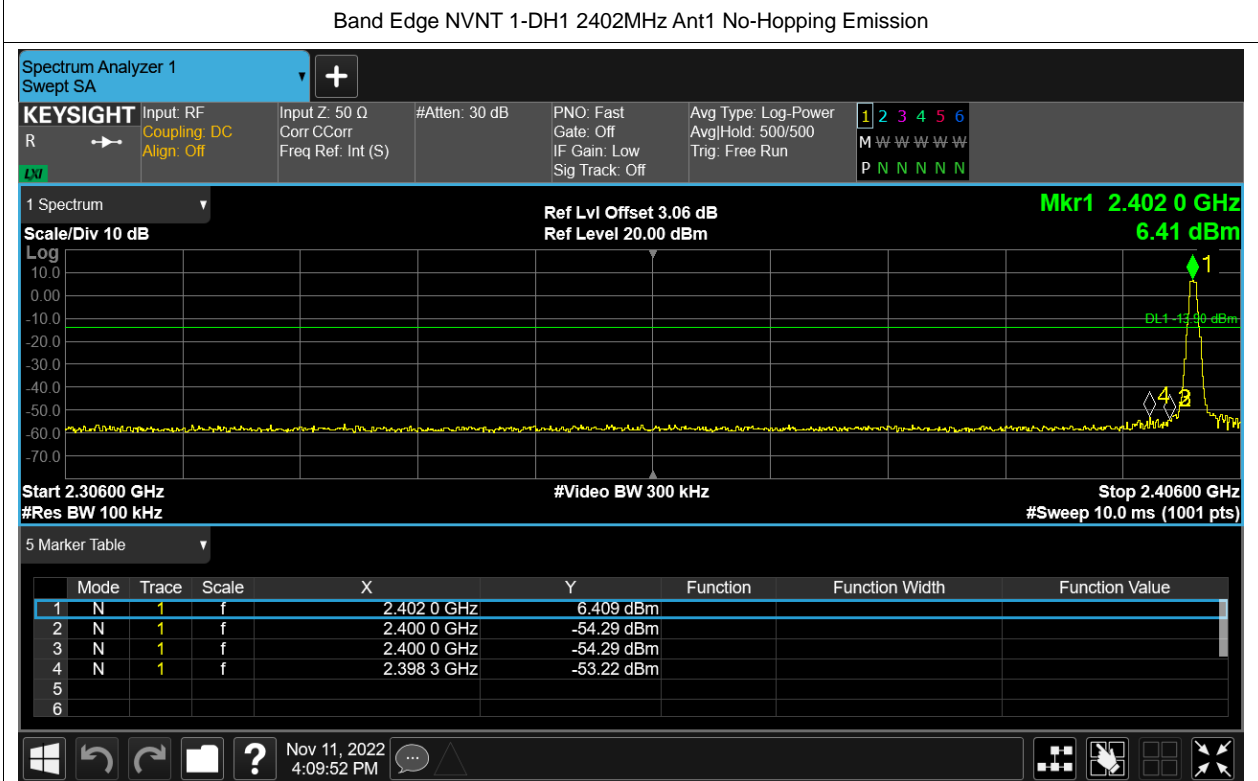 Band Edge NVNT 1-DH1 2402MHz Ant1 No-Hopping Emission
Spectrum Analyzer 1
Swept SA
+
KEYSIGHT
R
LXI
Input: RF
Coupling: DC
Align: Off
Input Z: 50 Ω
Corr CCorr
Freq Ref: Int (S)
#Atten: 30 dB
PNO: Fast
Gate: Off
IF Gain: Low
Sig Track: Off
Avg Type: Log-Power
Avg|Hold: 500/500
Trig: Free Run
1 2 3 4 5 6
M W W W W W
P N N N N N
1 Spectrum
Scale/Div 10 dB
Ref Lvl Offset 3.06 dB
Ref Level 20.00 dBm
Mkr1 2.402 0 GHz
6.41 dBm
Log
10.0
0.00
-10.0
-20.0
-30.0
-40.0
-50.0
-60.0
-70.0
1
DL1 -13.90 dBm
4
Start 2.30600 GHz
#Res BW 100 kHz
#Video BW 300 kHz
Stop 2.40600 GHz
#Sweep 10.0 ms (1001 pts)
5 Marker Table
Mode Trace Scale X Y Function Function Width Function Value
1 N 1 f 2.402 0 GHz 6.409 dBm
2 N 1 f 2.400 0 GHz -54.29 dBm
3 N 1 f 2.400 0 GHz -54.29 dBm
4 N 1 f 2.398 3 GHz -53.22 dBm
5
6
?
Nov 11, 2022
4:09:52 PM